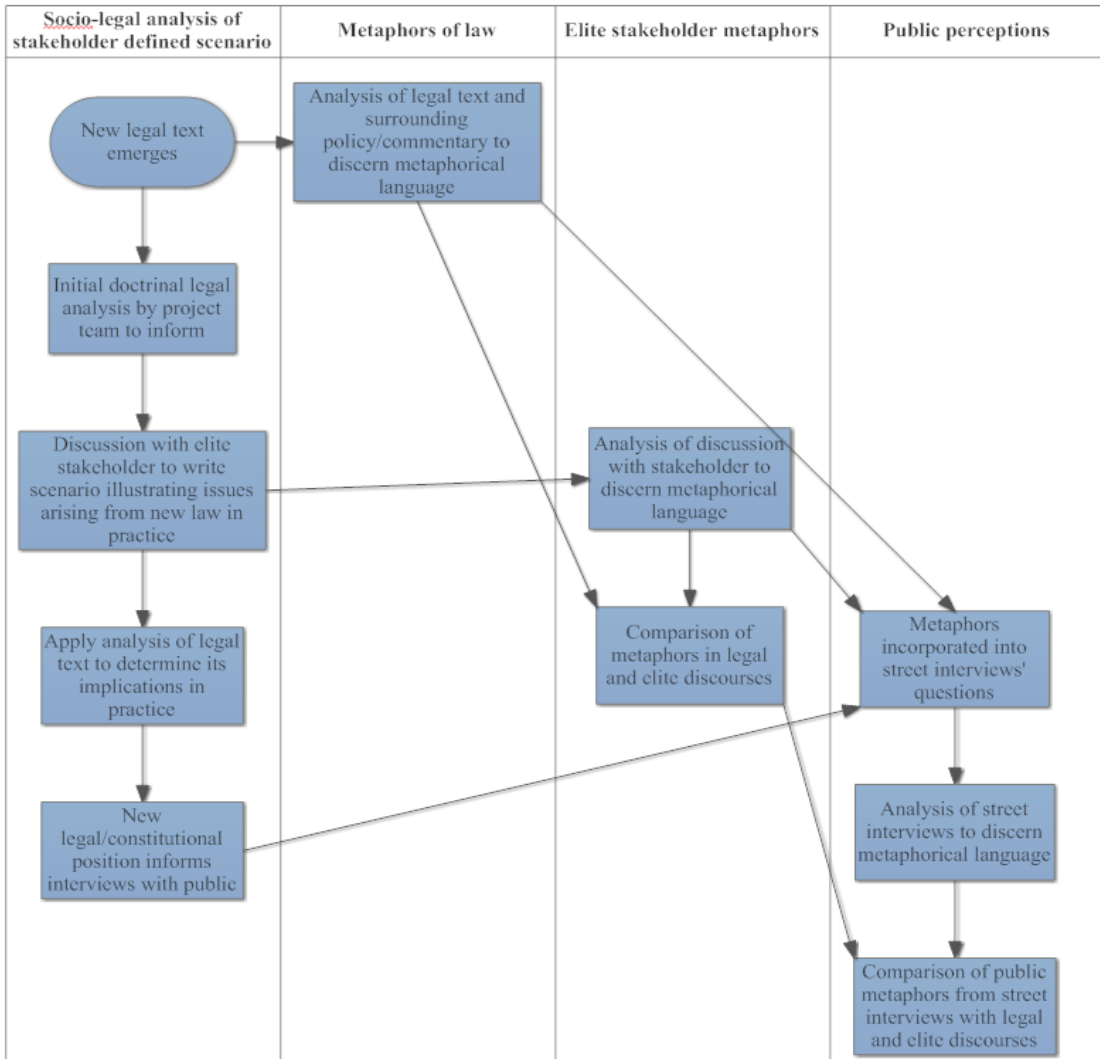 Socio-legal analysis of
stakeholder defined scenario
Metaphors of law
Elite stakeholder metaphors
Public perceptions
New legal text
emerges
Analysis of legal text and
surrounding
policy/commentary to
discern metaphorical
language
Initial doctrinal legal
analysis by project
team to inform
Discussion with elite
stakeholder to write
scenario illustrating issues
arising from new law in
practice
Analysis of discussion
with stakeholder to
discern metaphorical
language
Apply analysis of legal
text to determine its
implications in
practice
Comparison of
metaphors in legal
and elite discourses
Metaphors
incorporated into
street interviews'
questions
New
legal/constitutional
position informs
interviews with public
Analysis of street
interviews to discern
metaphorical language
Comparison of public
metaphors from street
interviews with legal
and elite discourses